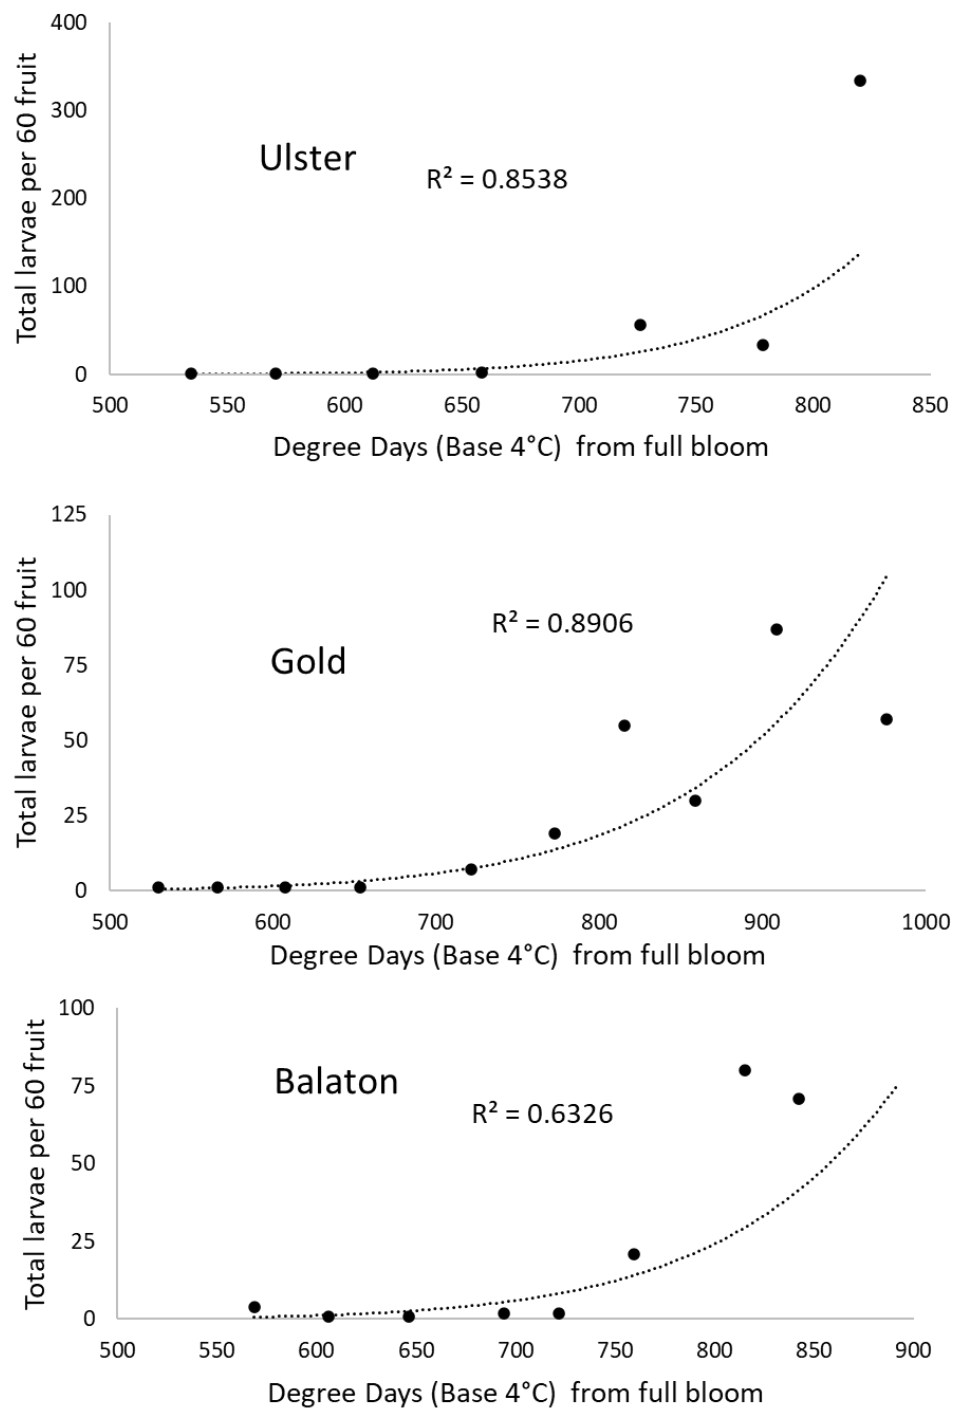 Total larvae per 60 fruit
400
300
200
100
0
Ulster
R² = 0.8538
500 550 600 650 700 750 800 850
Degree Days (Base 4°C) from full bloom
Total larvae per 60 fruit
125
100
75
50
25
0
Gold
R² = 0.8906
500 600 700 800 900 1000
Degree Days (Base 4°C) from full bloom
Total larvae per 60 fruit
100
75
50
25
0
Balaton
R² = 0.6326
500 550 600 650 700 750 800 850 900
Degree Days (Base 4°C) from full bloom